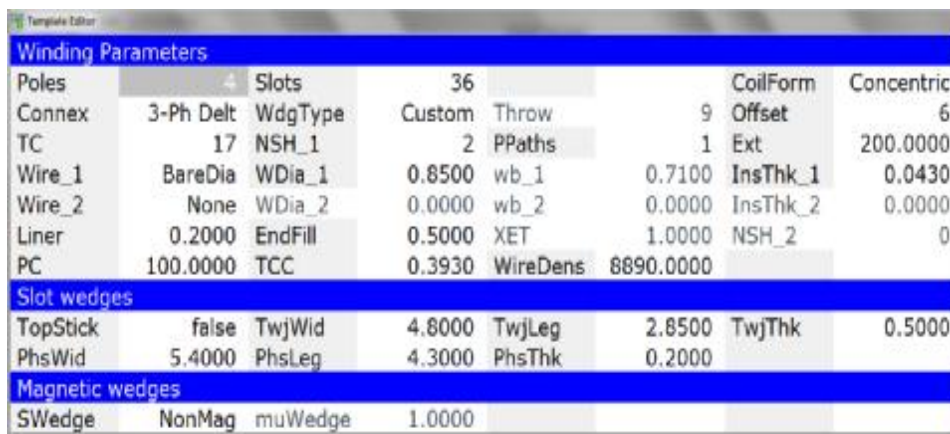 Template Editor
Winding Parameters
Poles 4 Slots 36 CoilForm Concentric
Connex 3-Ph Delt WdgType Custom Throw 9 Offset 6
TC 17 NSH_1 2 PPaths 1 Ext 200.0000
Wire_1 BareDia WDia_1 0.8500 wb_1 0.7100 InsThk_1 0.0430
Wire_2 None WDia_2 0.0000 wb_2 0.0000 InsThk_2 0.0000
Liner 0.2000 EndFill 0.5000 XET 1.0000 NSH_2 0
PC 100.0000 TCC 0.3930 WireDens 8890.0000
Slot wedges
TopStick false TwjWid 4.8000 TwjLeg 2.8500 TwjThk 0.5000
PhsWid 5.4000 PhsLeg 4.3000 PhsThk 0.2000
Magnetic wedges
SWedge NonMag muWedge 1.0000